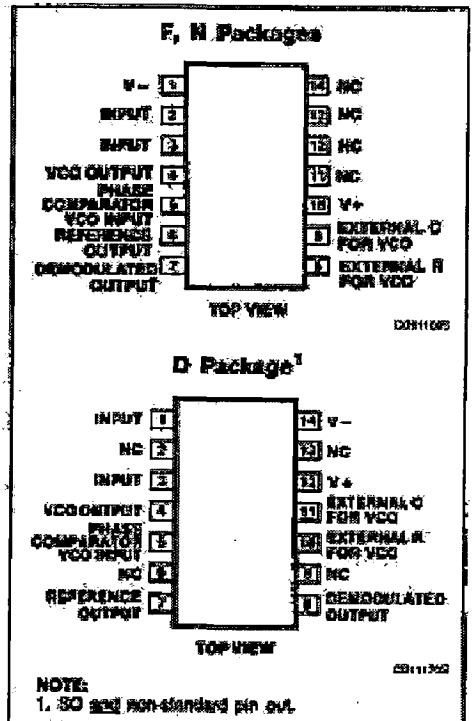 F, N Packages
V− 1
INPUT 2
INPUT 3
VCO OUTPUT 4
PHASE
COMPARATOR 5
VCO INPUT
REFERENCE 6
OUTPUT
DEMODULATED 7
OUTPUT
14 NC
13 NC
12 NC
11 NC
10 V+
9 EXTERNAL C
FOR VCO
8 EXTERNAL R
FOR VCO
TOP VIEW
D Package1
INPUT 1
NC 2
INPUT 3
VCO OUTPUT 4
PHASE
COMPARATOR 5
VCO INPUT
NC 6
REFERENCE 7
OUTPUT
14 V−
13 NC
12 V+
11 EXTERNAL C
FOR VCO
10 EXTERNAL R
FOR VCO
9 NC
8 DEMODULATED
OUTPUT
TOP VIEW
NOTE:
1. SO and non-standard pin out.